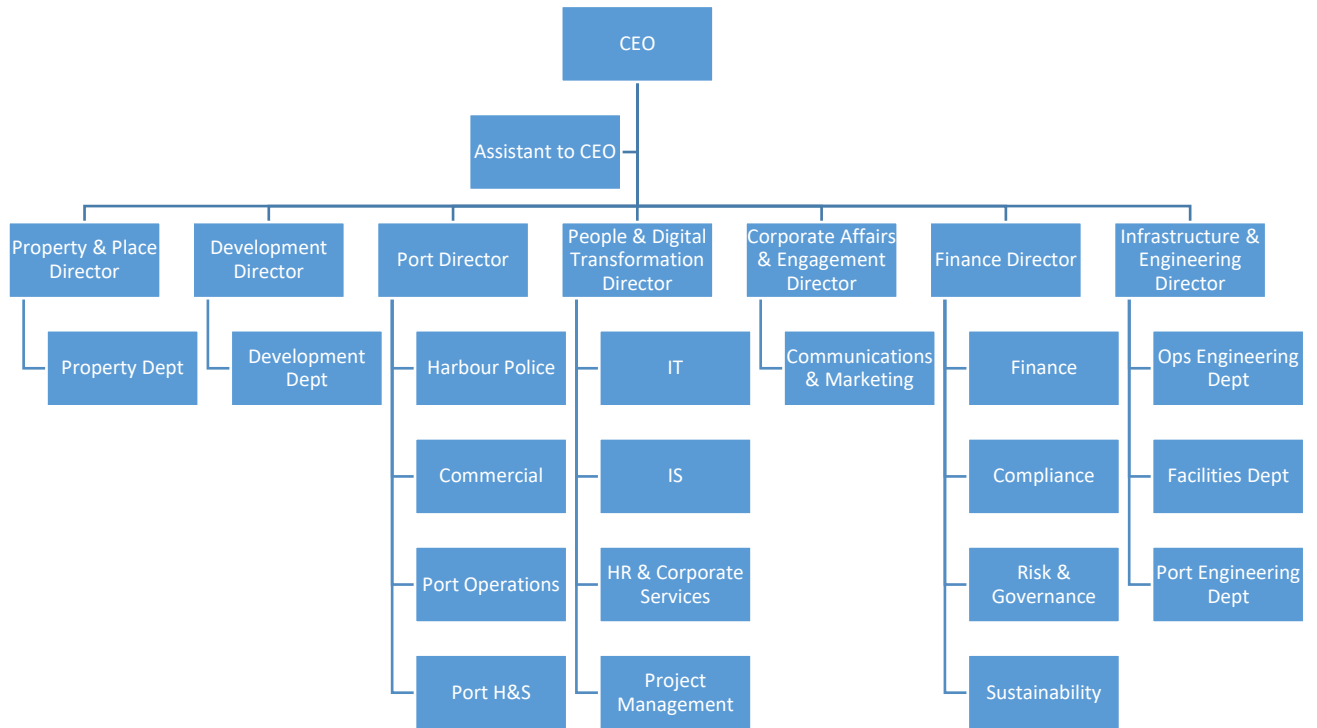 CEO
Assistant to CEO
Property & Place
Director
Development
Director
Port Director
People & Digital
Transformation
Director
Corporate Affairs
& Engagement
Director
Finance Director
Infrastructure &
Engineering
Director
Property Dept
Development
Dept
Harbour Police
IT
Communications
& Marketing
Finance
Ops Engineering
Dept
Commercial
IS
Compliance
Facilities Dept
Port Operations
HR & Corporate
Services
Risk &
Governance
Port Engineering
Dept
Port H&S
Project
Management
Sustainability